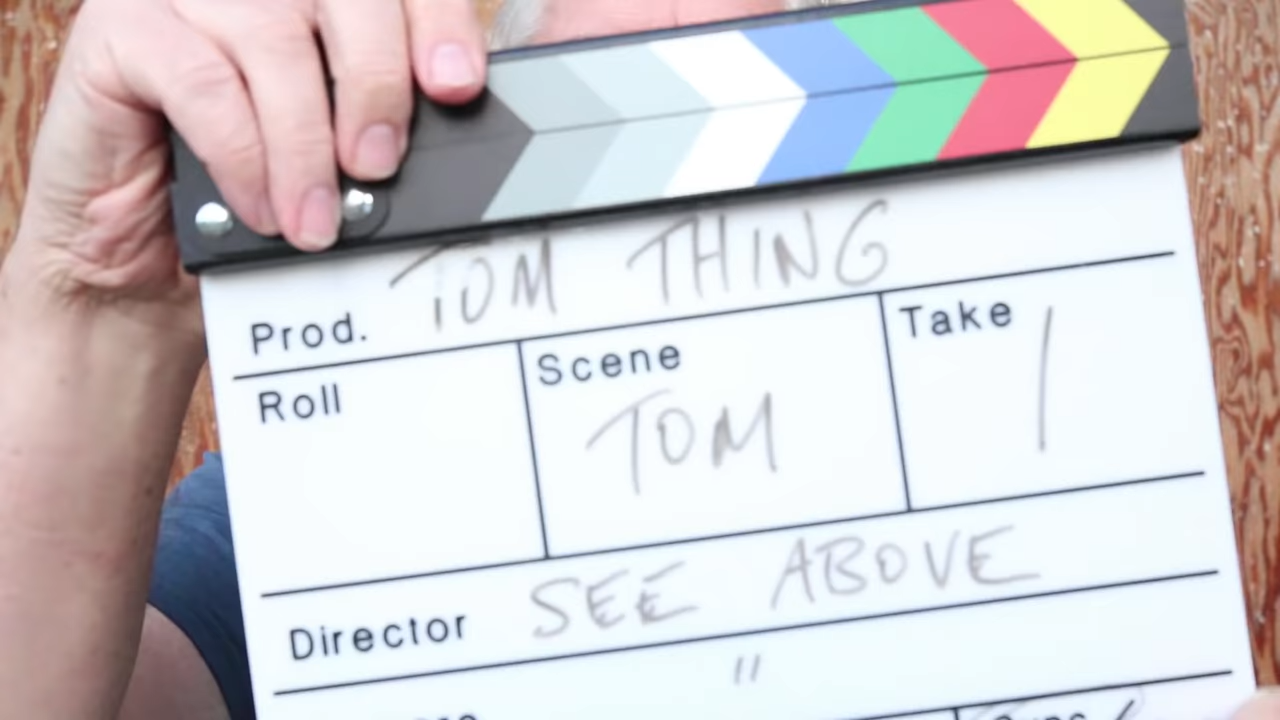 Prod. TOM THING
Roll
Scene TOM
Take 1
Director SEE ABOVE
"